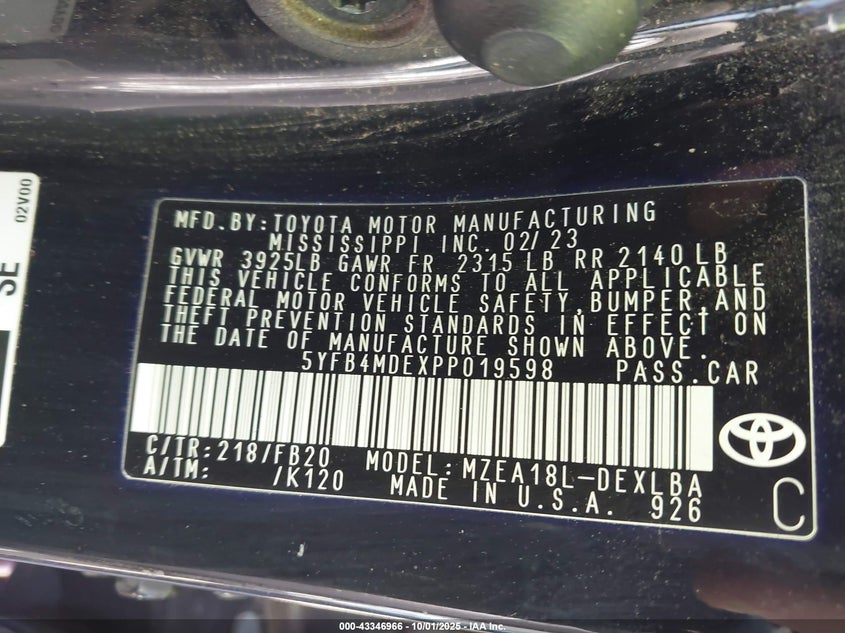 02V00
SE
MFD.BY:TOYOTA MOTOR MANUFACTURING
MISSISSIPPI INC. 02/23
GVWR 3925LB GAWR FR 2315 LB RR 2140 LB
THIS VEHICLE CONFORMS TO ALL APPLICABLE
FEDERAL MOTOR VEHICLE SAFETY,BUMPER,AND
THEFT PREVENTION STANDARDS IN EFFECT ON
THE DATE OF MANUFACTURE SHOWN ABOVE.
5YFB4MDEXPP019598 PASS.CAR
C/TR:218/FB20 MODEL:MZEA18L-DEXLBA
A/TM: /K120 MADE IN U.S.A. 926
C
000-43346966 - 10/01/2025 - IAA Inc.